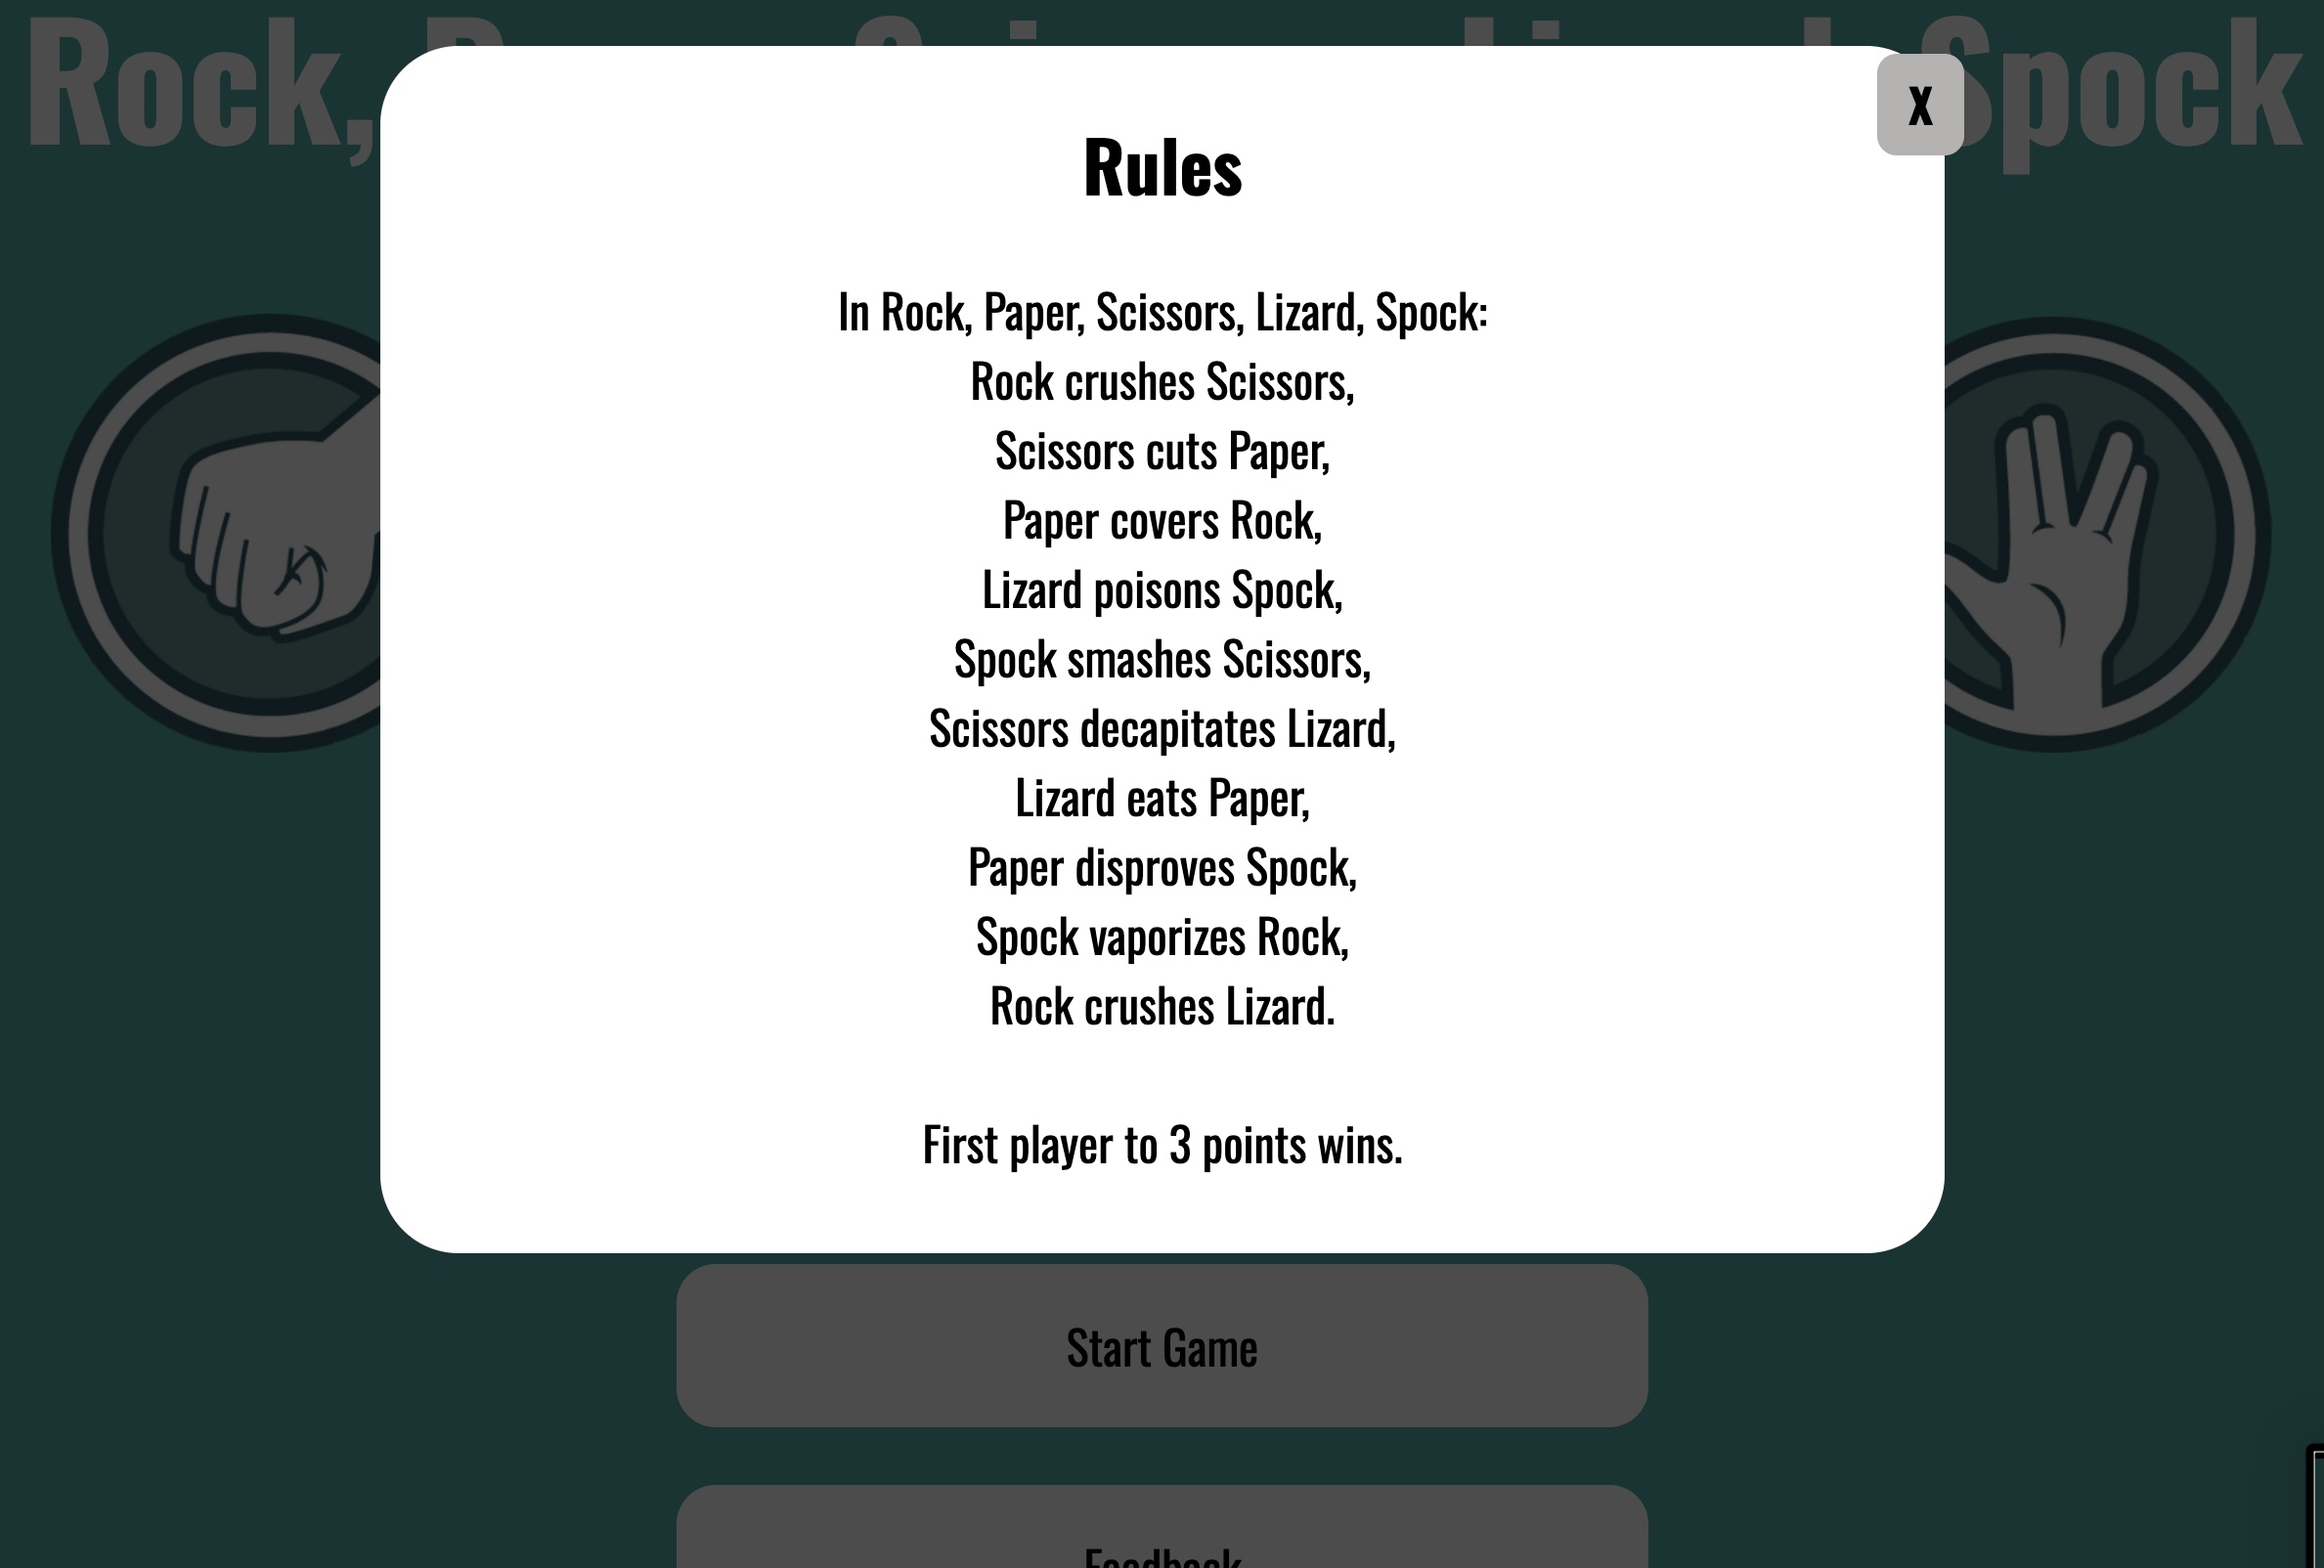 Rock, Spock
X
Rules
In Rock, Paper, Scissors, Lizard, Spock:
Rock crushes Scissors,
Scissors cuts Paper,
Paper covers Rock,
Lizard poisons Spock,
Spock smashes Scissors,
Scissors decapitates Lizard,
Lizard eats Paper,
Paper disproves Spock,
Spock vaporizes Rock,
Rock crushes Lizard.
First player to 3 points wins.
Start Game
Feedback